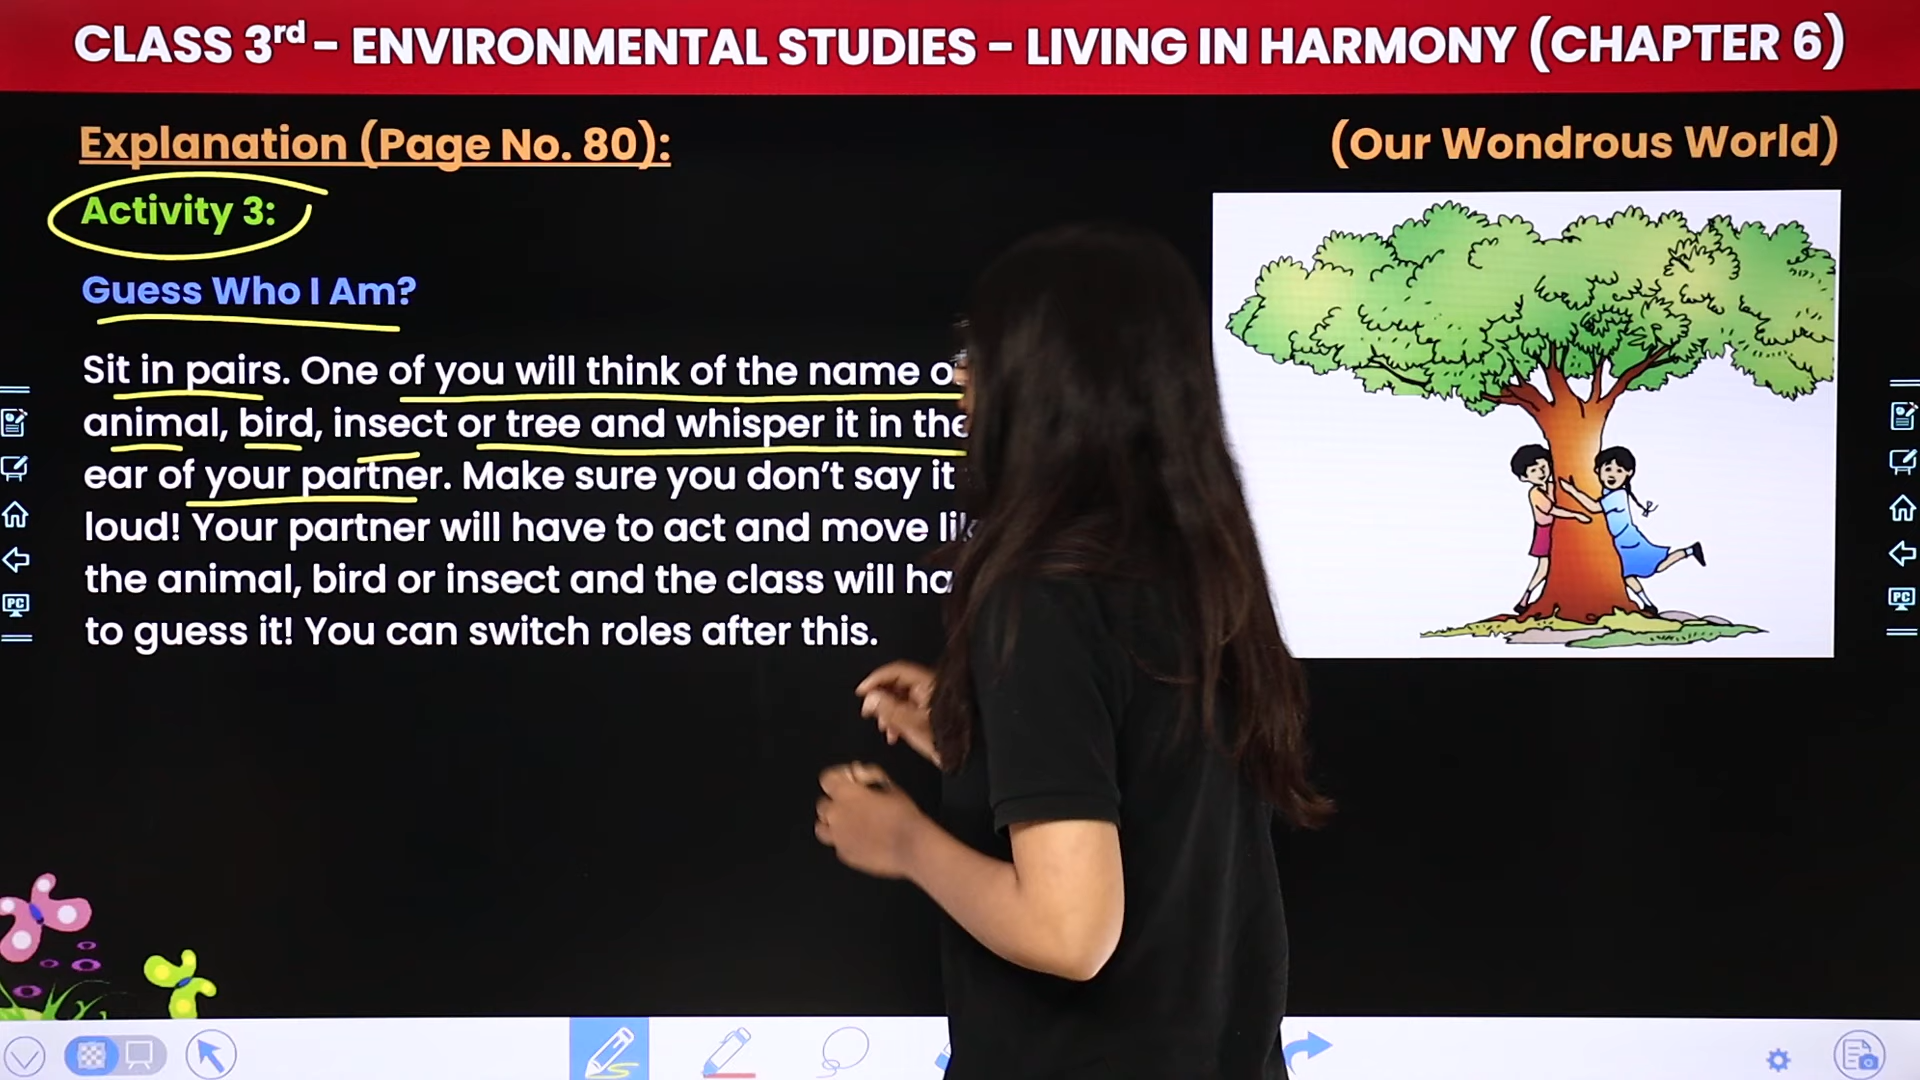 CLASS 3rd - ENVIRONMENTAL STUDIES - LIVING IN HARMONY (CHAPTER 6)
Explanation (Page No. 80):
(Our Wondrous World)
Activity 3:
Guess Who I Am?
Sit in pairs. One of you will think of the name
animal, bird, insect or tree and whisper it in the
ear of your partner. Make sure you don't say it
loud! Your partner will have to act and move
the animal, bird or insect and the class will
to guess it! You can switch roles after this.
PC
PC